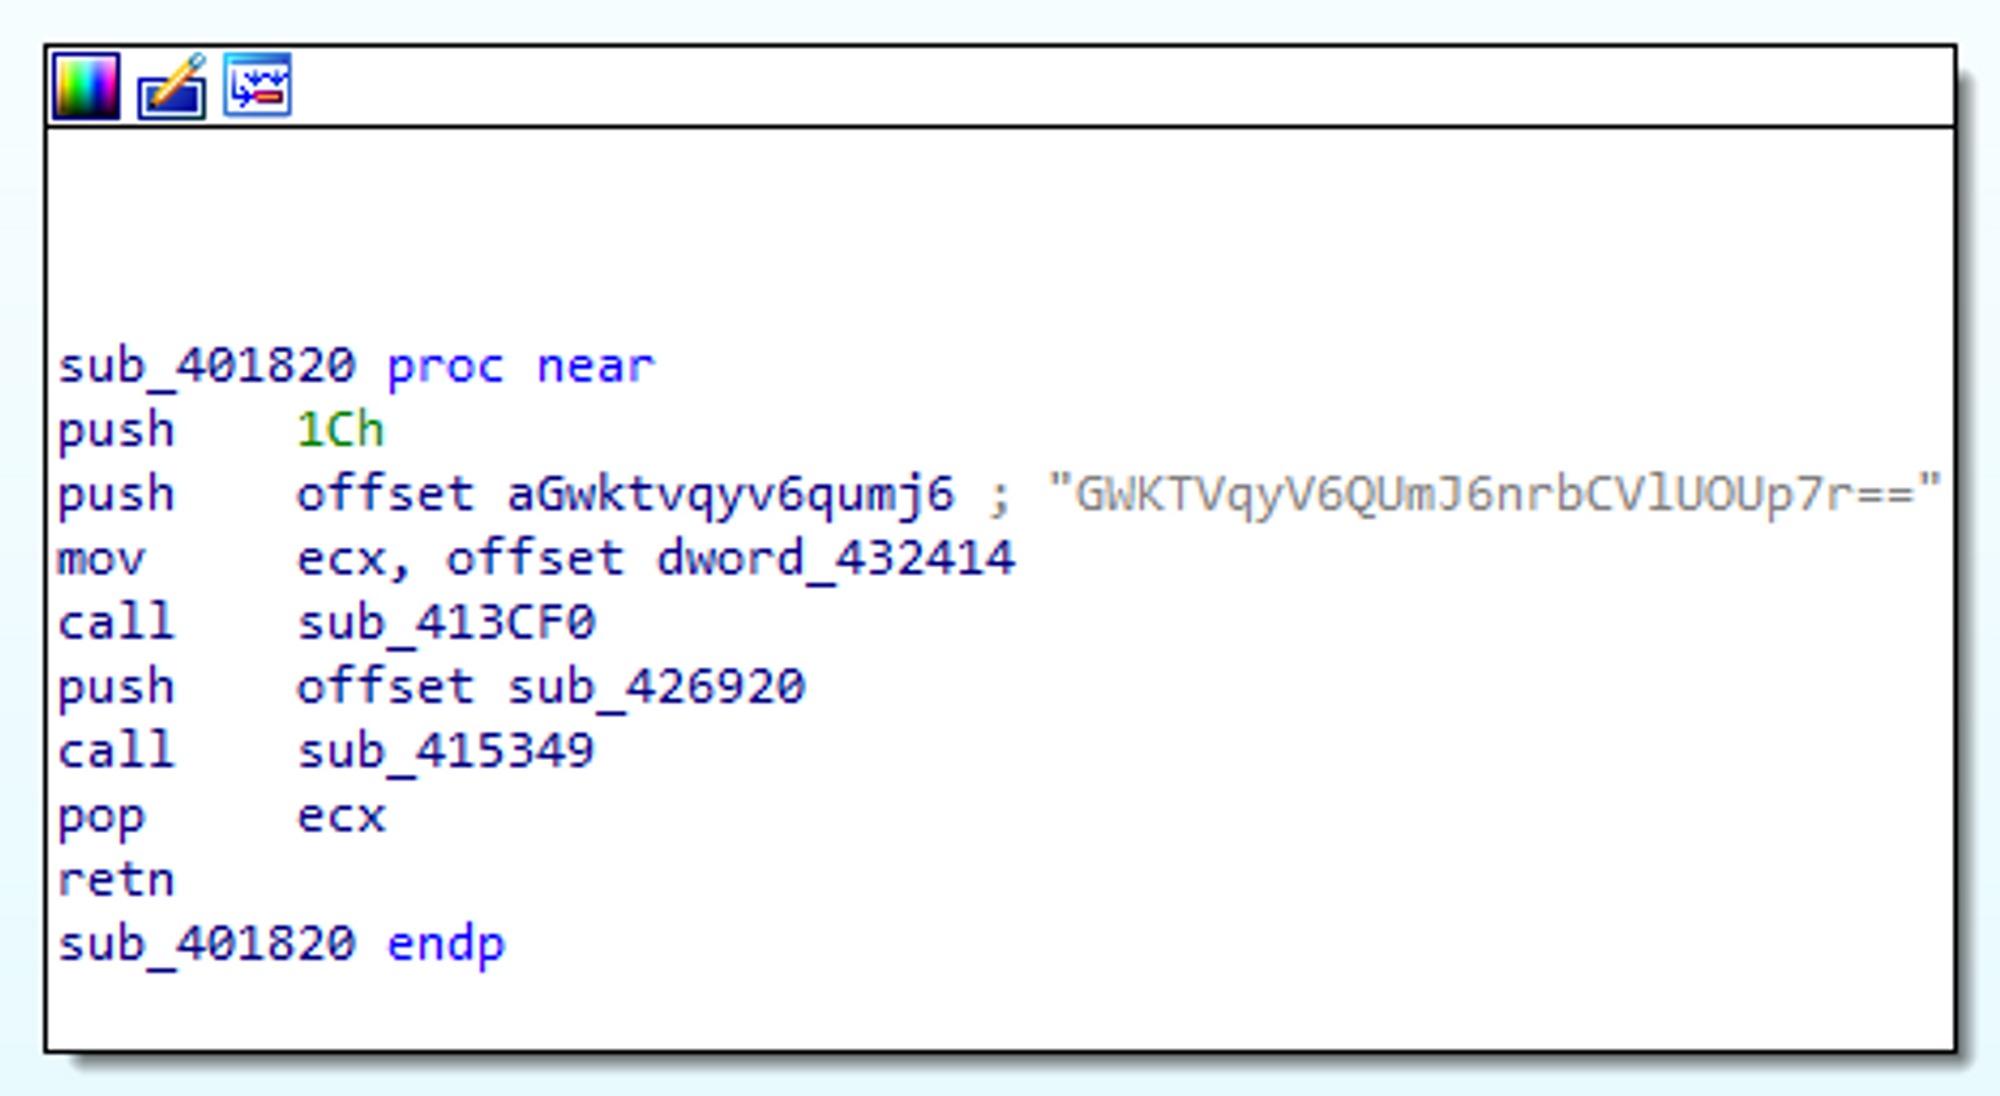 sub_401820 proc near
push 1Ch
push offset aGwktvqyv6qumj6 ; "GWKTVqyV6QUmJ6nrbCVlUOUp7r=="
mov ecx, offset dword_432414
call sub_413CF0
push offset sub_426920
call sub_415349
pop ecx
retn
sub_401820 endp